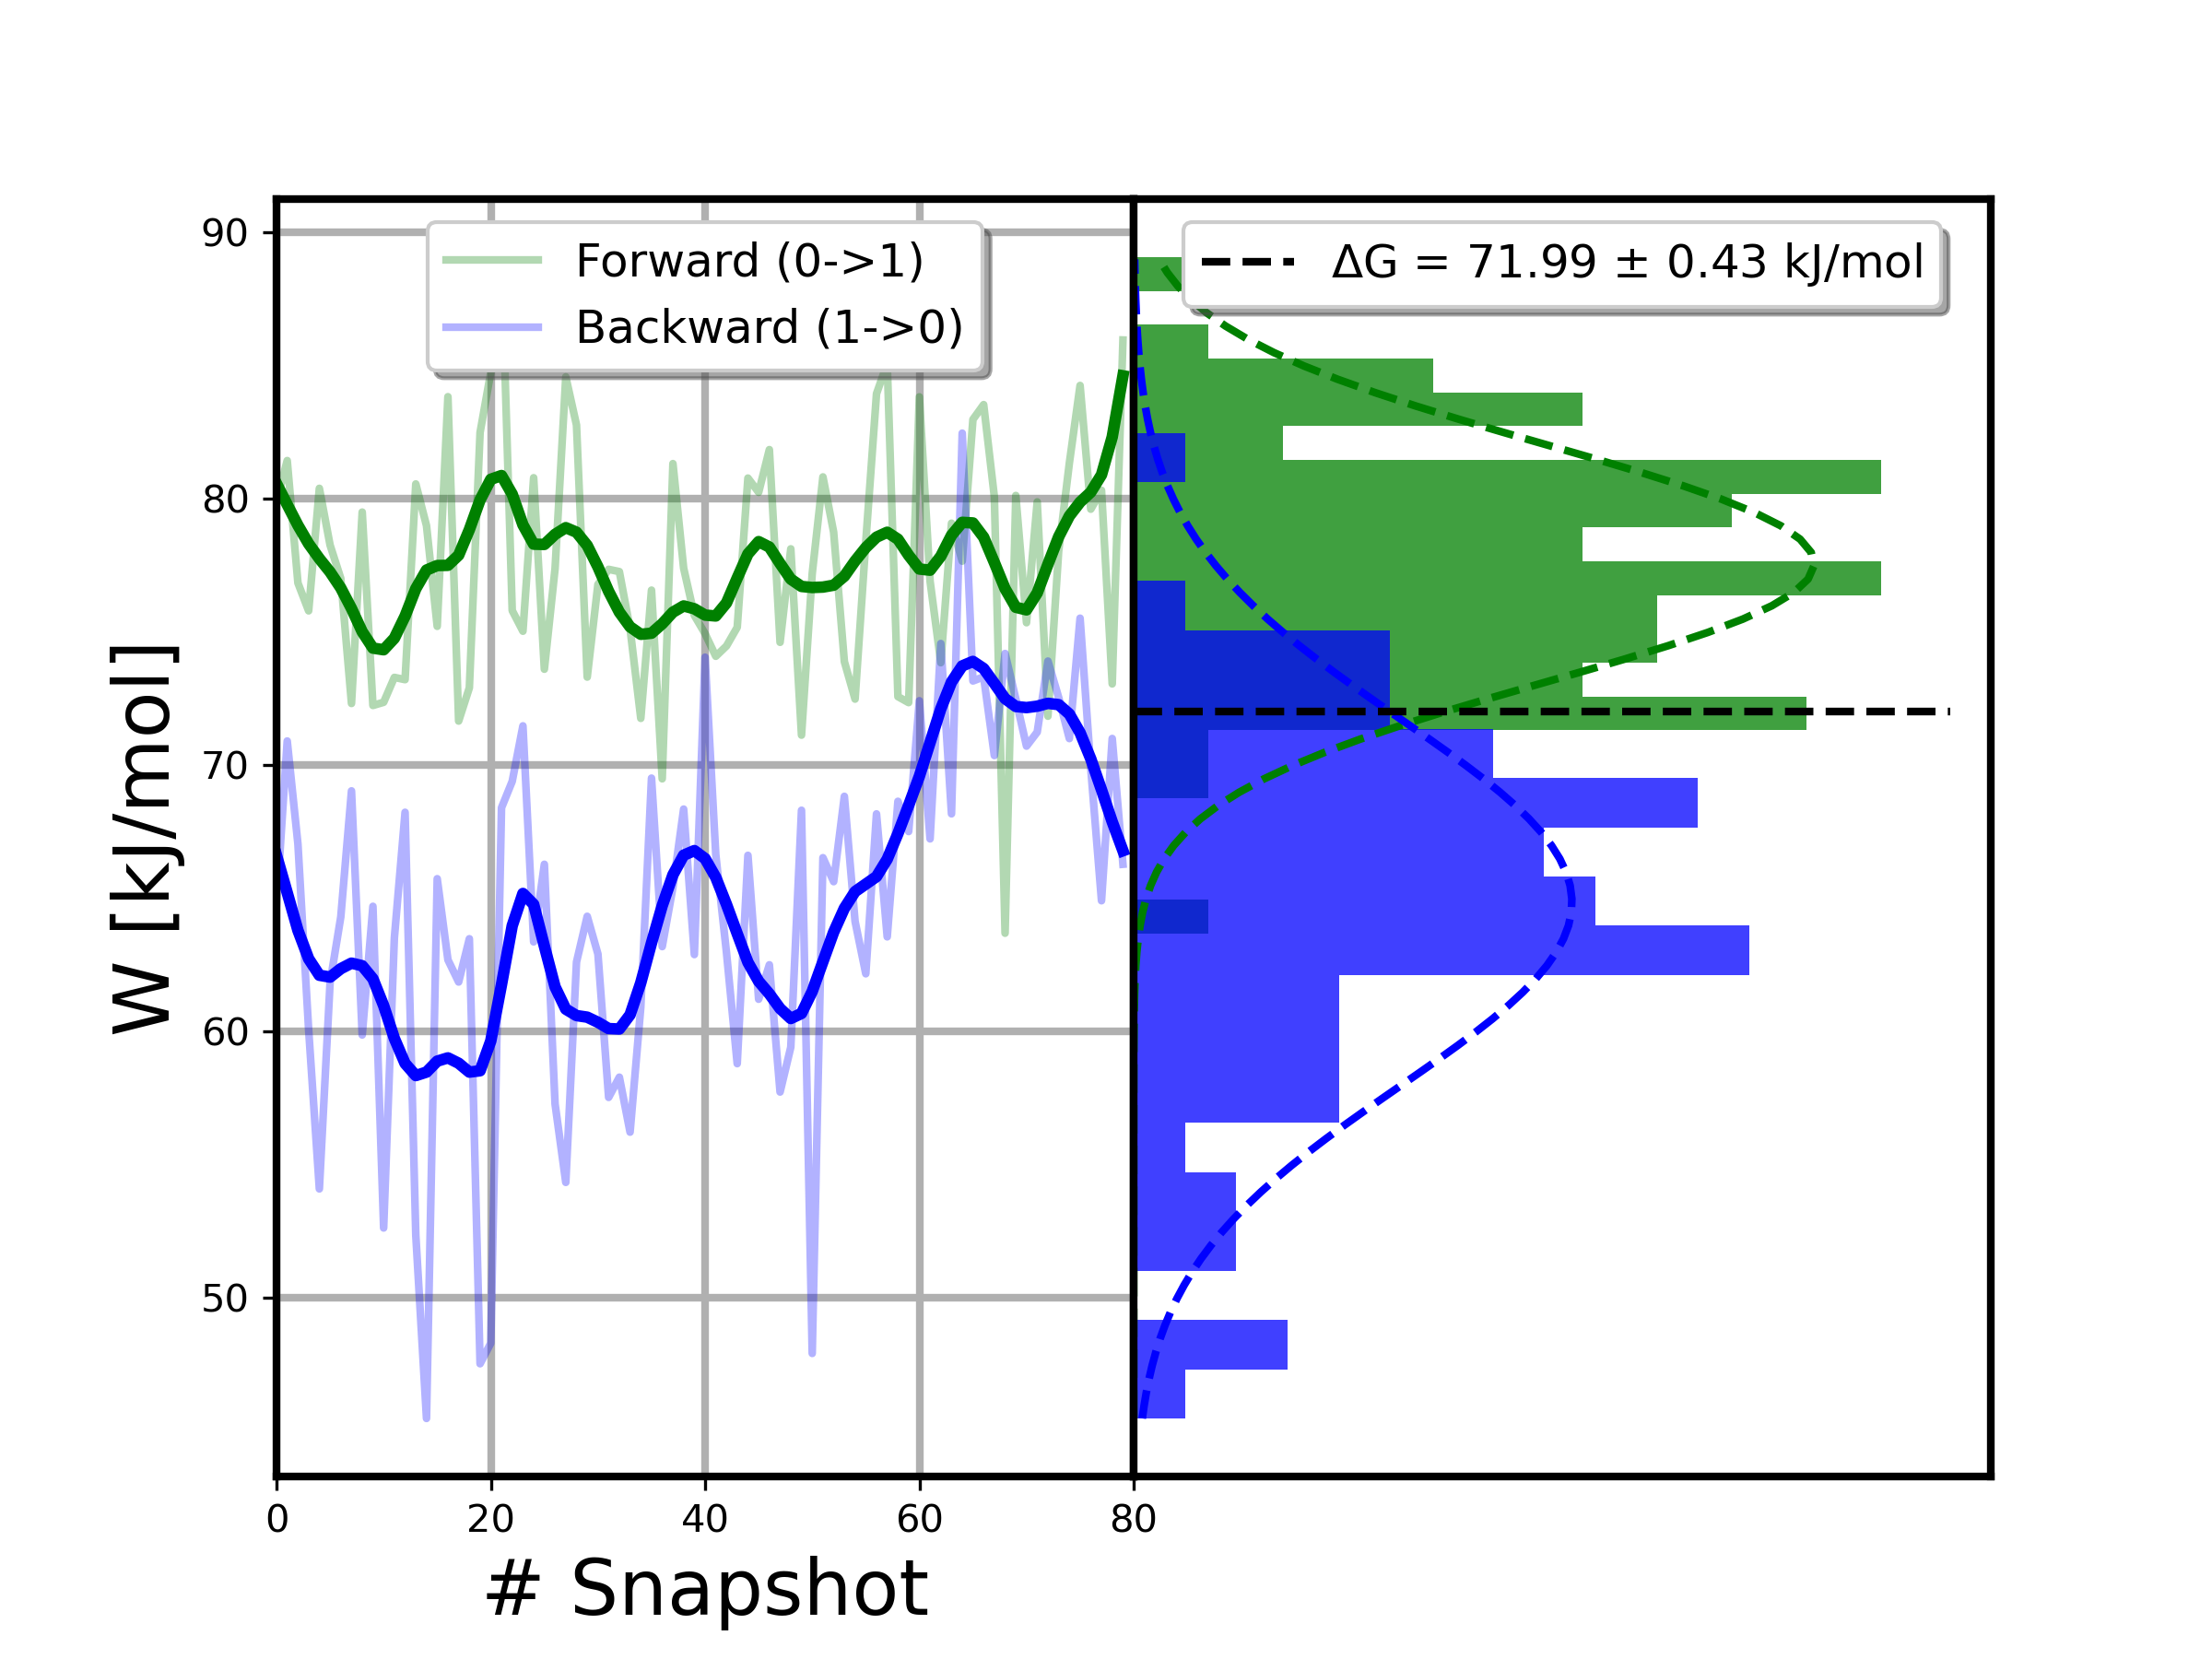 Forward (0->1)
Backward (1->0)
ΔG = 71.99 ± 0.43 kJ/mol
W [kJ/mol]
90
80
70
60
50
0 20 40 60 80
# Snapshot